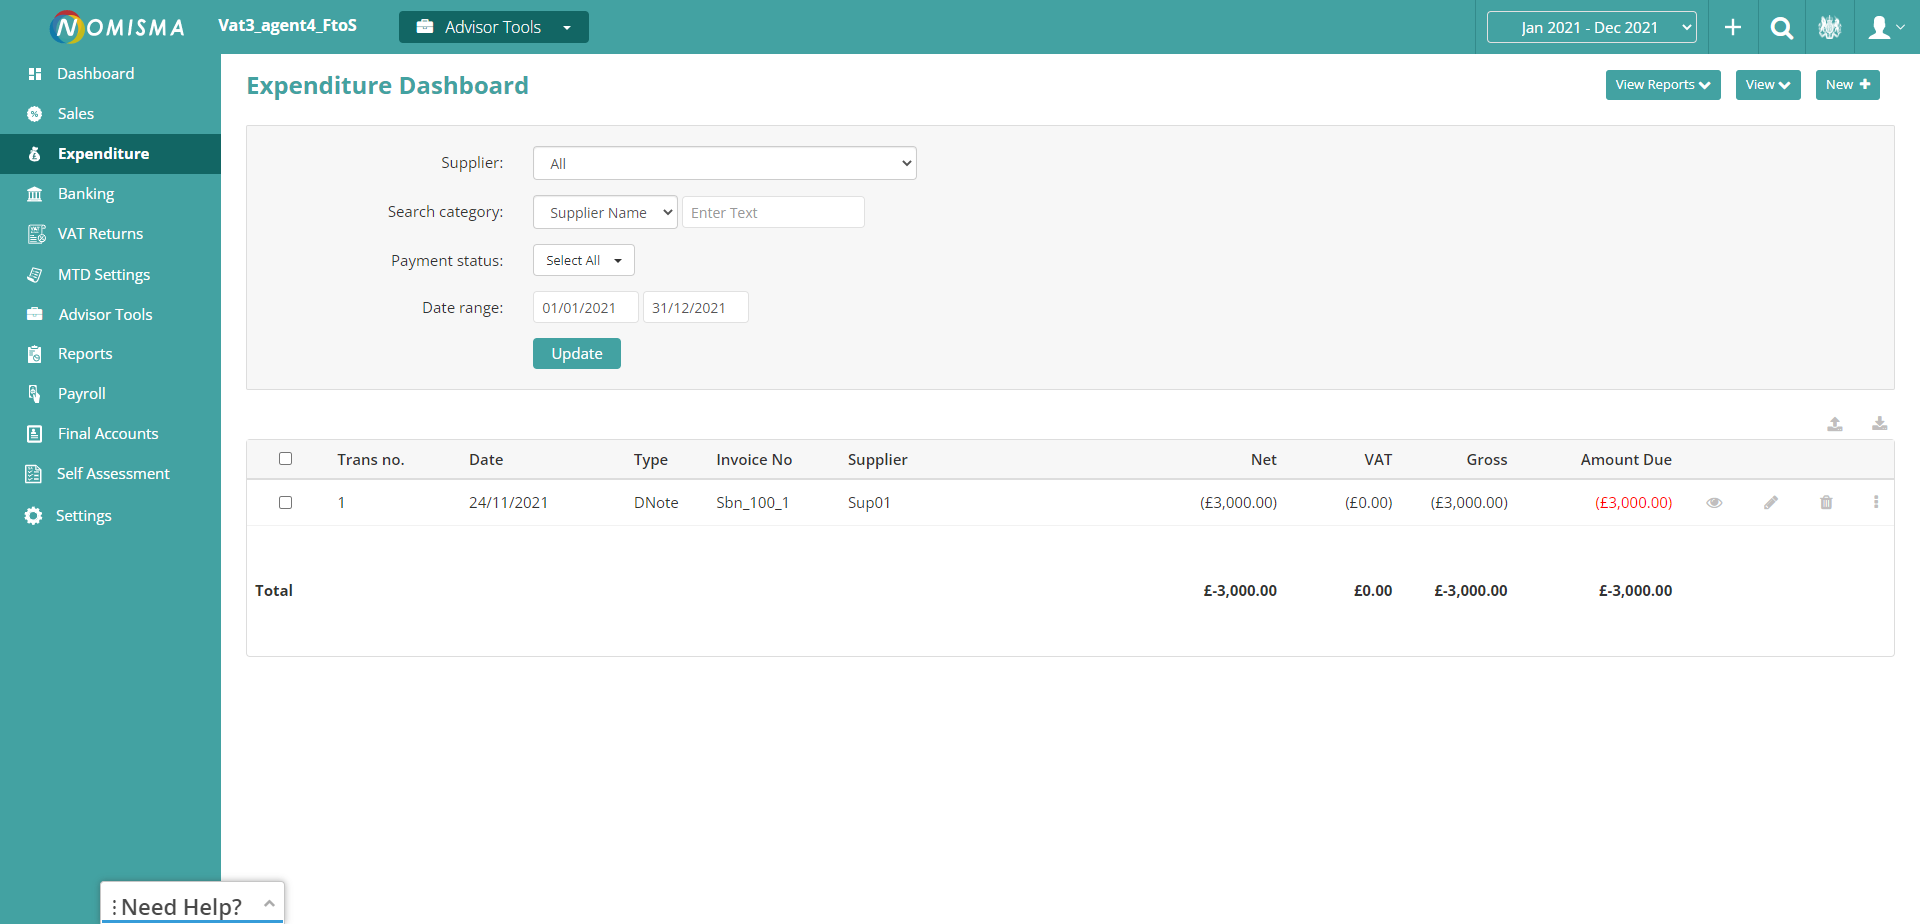 NOMISMA Vat3_agent4_FtoS Advisor Tools Jan 2021 - Dec 2021
Dashboard
Sales
Expenditure
Banking
VAT Returns
MTD Settings
Advisor Tools
Reports
Payroll
Final Accounts
Self Assessment
Settings
Expenditure Dashboard View Reports View New
Supplier: All
Search category: Supplier Name Enter Text
Payment status: Select All
Date range: 01/01/2021 31/12/2021
Update
Trans no. Date Type Invoice No Supplier Net VAT Gross Amount Due
1 24/11/2021 DNote Sbn_100_1 Sup01 (£3,000.00) (£0.00) (£3,000.00) (£3,000.00)
Total £-3,000.00 £0.00 £-3,000.00 £-3,000.00
Need Help?